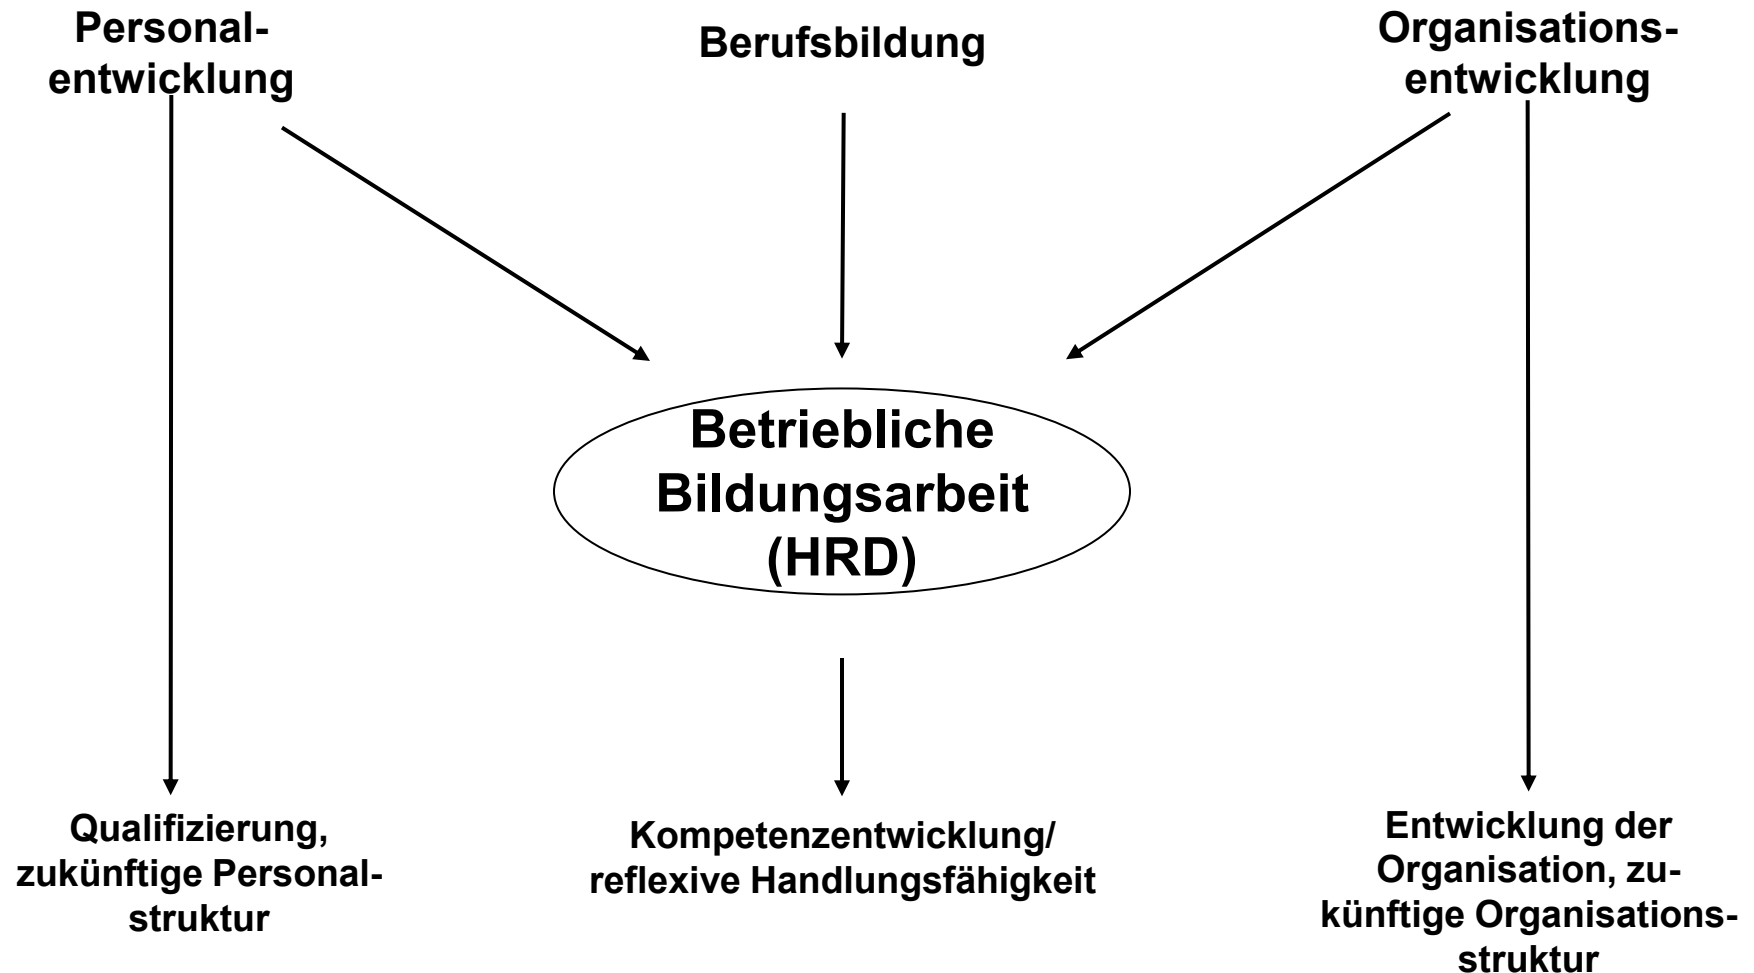 Personal-
entwicklung
Berufsbildung
Organisations-
entwicklung
Betriebliche
Bildungsarbeit
(HRD)
Qualifizierung,
zukünftige Personal-
struktur
Kompetenzentwicklung/
reflexive Handlungsfähigkeit
Entwicklung der
Organisation, zu-
künftige Organisations-
struktur